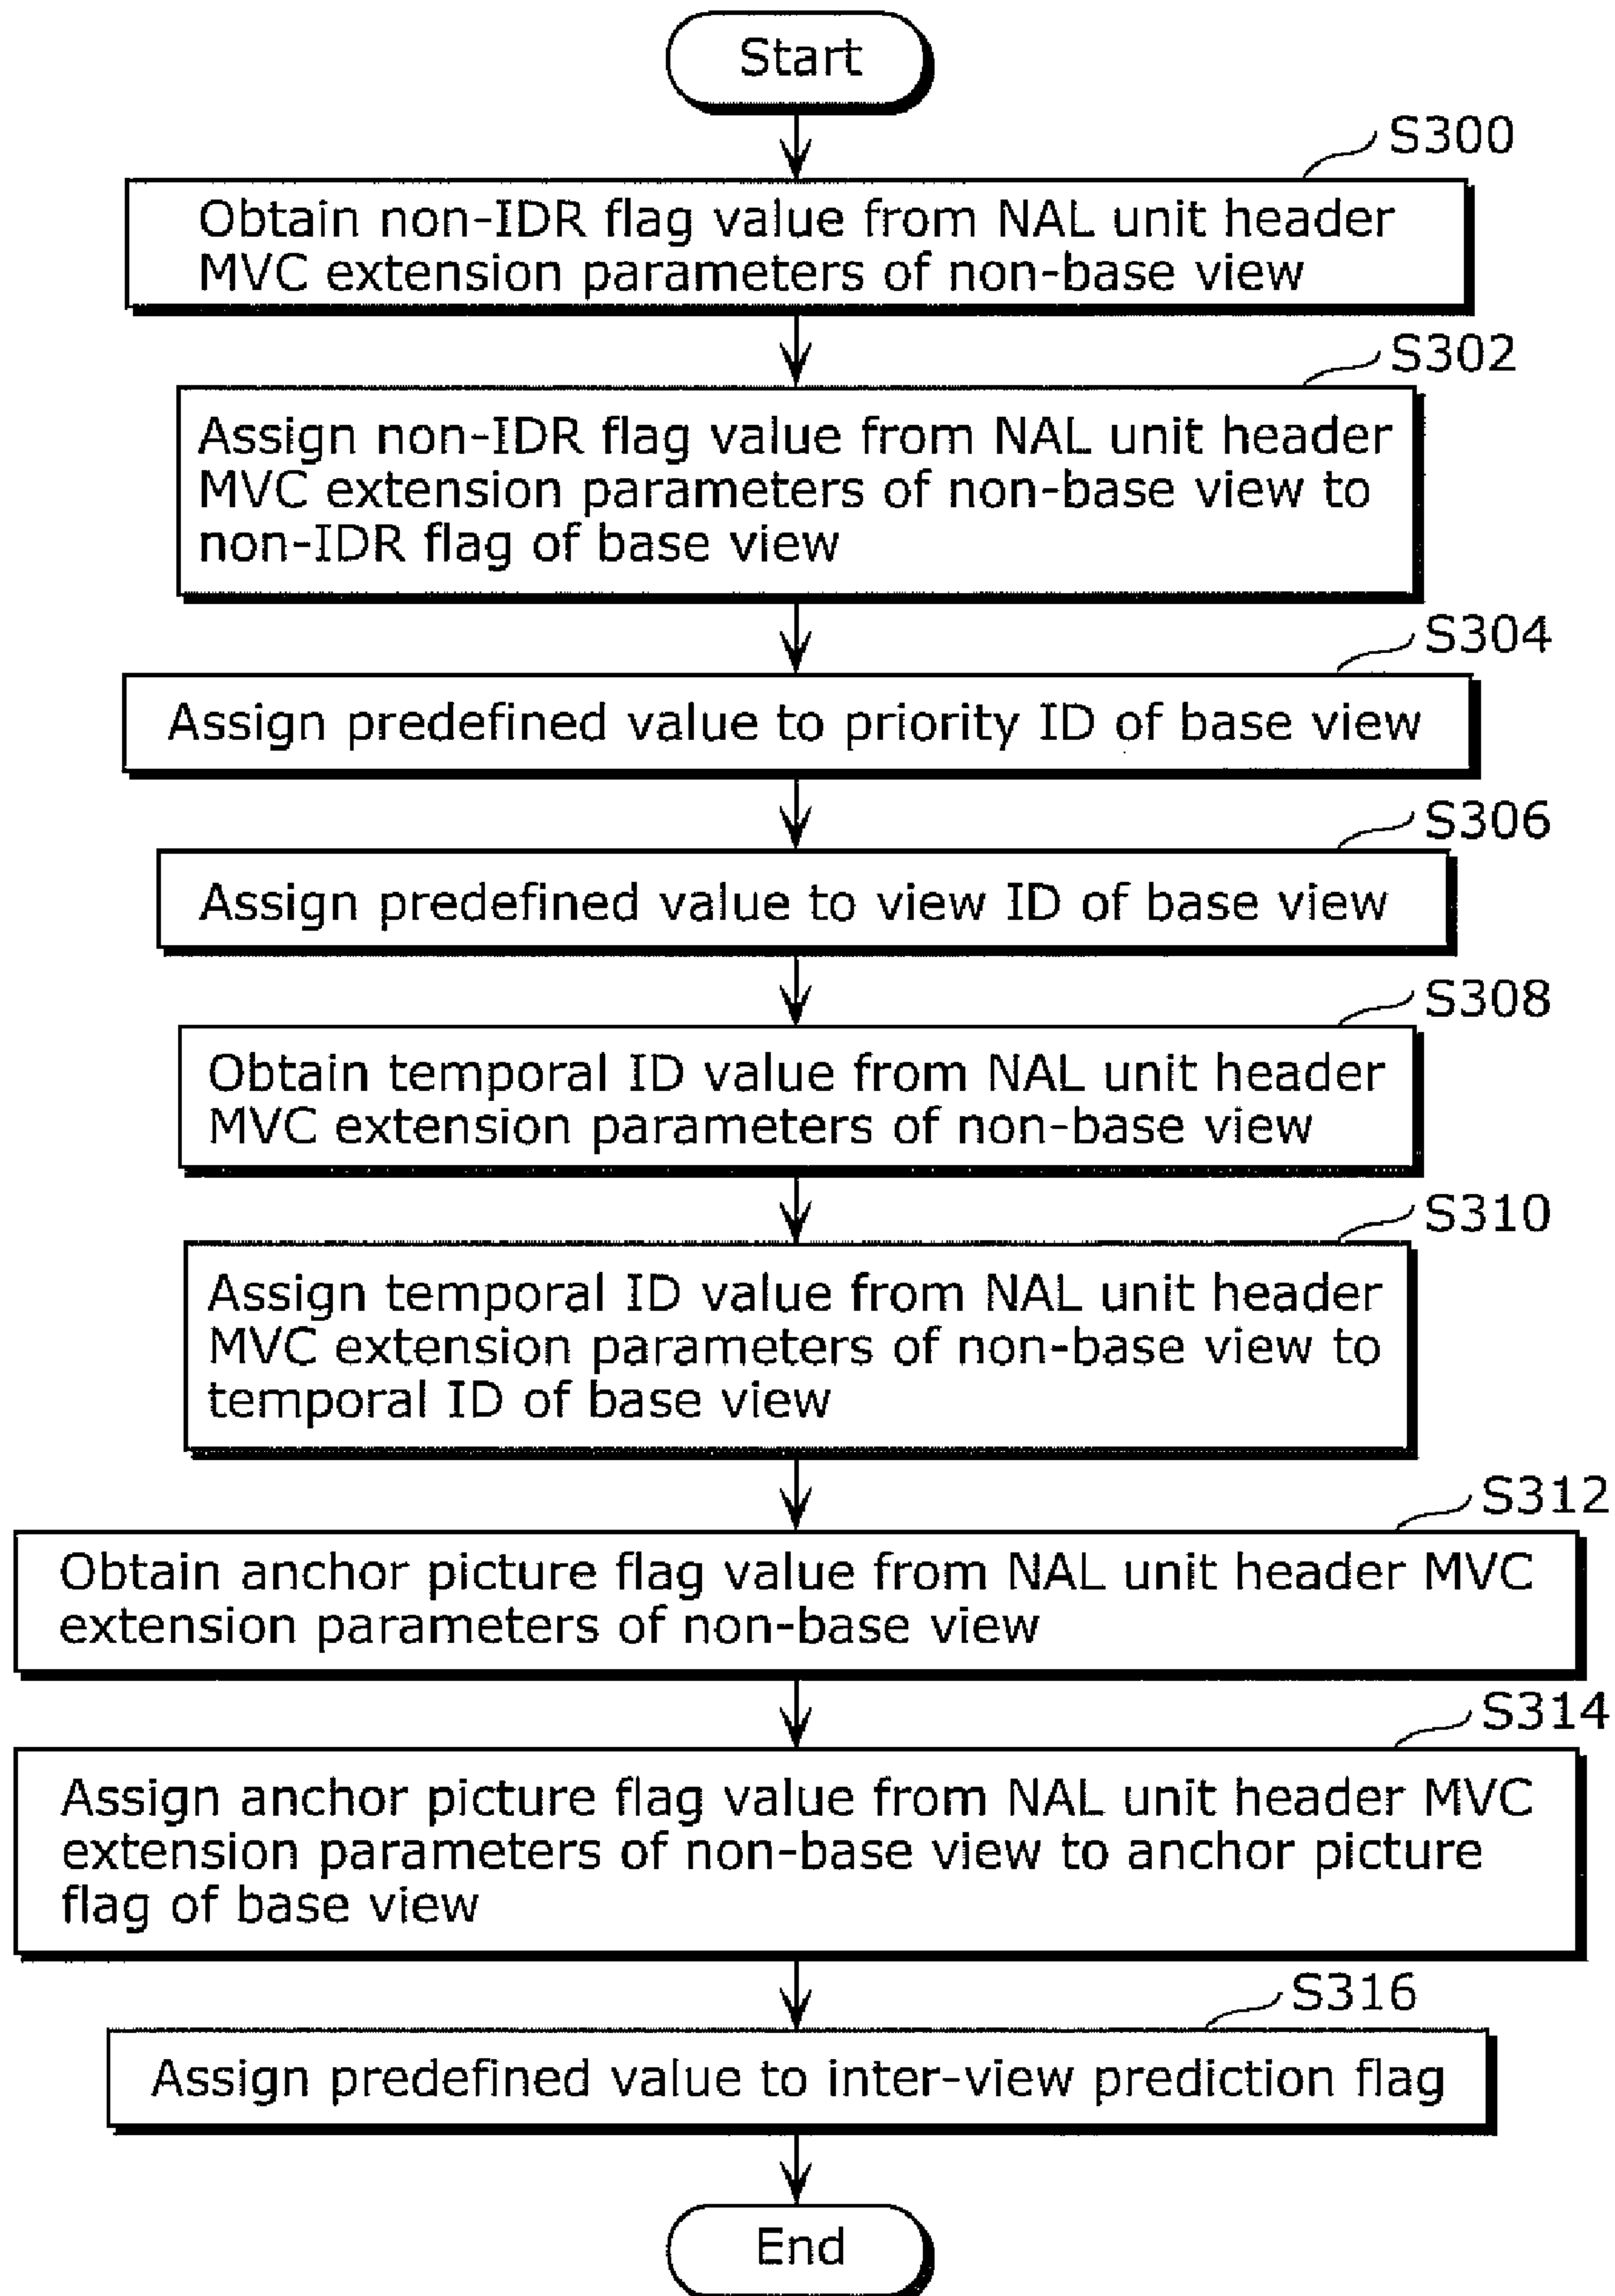 Start
S300
Obtain non-IDR flag value from NAL unit header
MVC extension parameters of non-base view
S302
Assign non-IDR flag value from NAL unit header
MVC extension parameters of non-base view to
non-IDR flag of base view
S304
Assign predefined value to priority ID of base view
S306
Assign predefined value to view ID of base view
S308
Obtain temporal ID value from NAL unit header
MVC extension parameters of non-base view
S310
Assign temporal ID value from NAL unit header
MVC extension parameters of non-base view to
temporal ID of base view
S312
Obtain anchor picture flag value from NAL unit header MVC
extension parameters of non-base view
S314
Assign anchor picture flag value from NAL unit header MVC
extension parameters of non-base view to anchor picture
flag of base view
S316
Assign predefined value to inter-view prediction flag
End